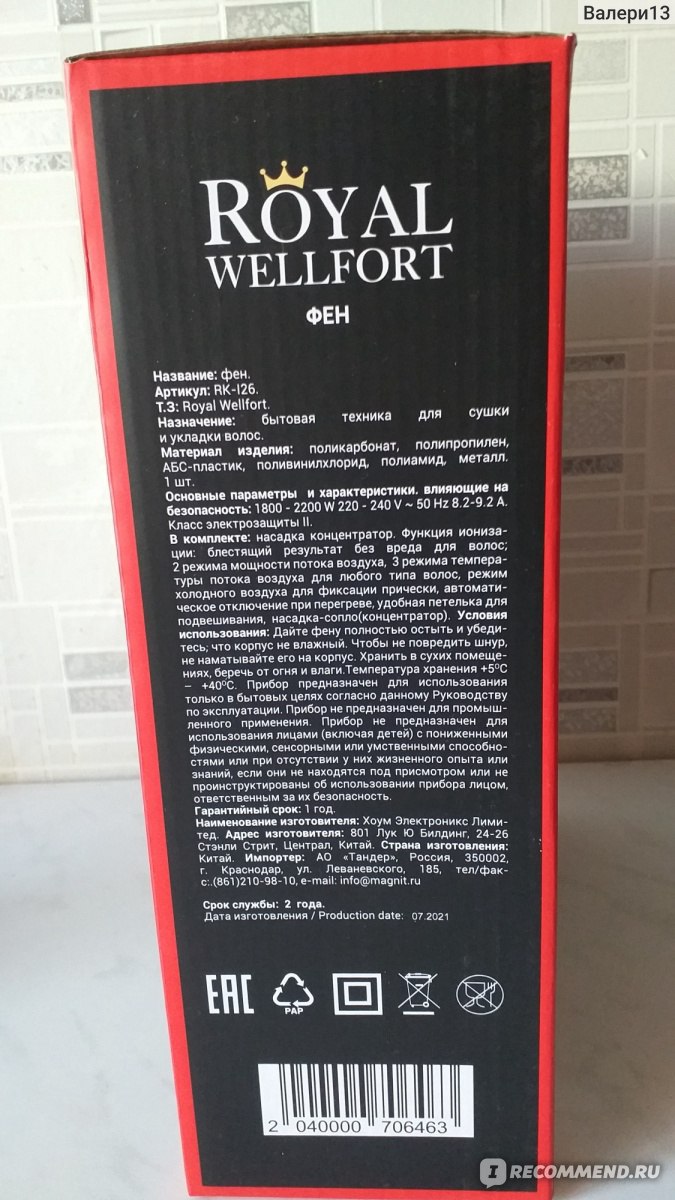 Валери13
ROYAL
WELLFORT
ФЕН
Название: фен.
Артикул: RK-I26.
Т.З: Royal Wellfort.
Назначение: бытовая техника для сушки
и укладки волос.
Материал изделия: поликарбонат, полипропилен,
АБС-пластик, поливинилхлорид, полиамид, металл.
1 шт.
Основные параметры и характеристики. влияющие на
безопасность: 1800 - 2200 W 220 - 240 V ~ 50 Hz 8.2-9.2 A.
Класс электрозащиты II.
В комплекте: насадка концентратор. Функция иониза-
ции: блестящий результат без вреда для волос;
2 режима мощности потока воздуха, 3 режима темпера-
туры потока воздуха для любого типа волос, режим
холодного воздуха для фиксации прически, автомати-
ческое отключение при перегреве, удобная петелька для
подвешивания, насадка-сопло(концентратор). Условия
использования: Дайте фену полностью остыть и убеди-
тесь; что корпус не влажный. Чтобы не повредить шнур,
не наматывайте его на корпус. Хранить в сухих помеще-
ниях, беречь от огня и влаги.Температура хранения +5°C
– +40°C. Прибор предназначен для использования
только в бытовых целях согласно данному Руководству
по эксплуатации. Прибор не предназначен для промыш-
ленного применения. Прибор не предназначен для
использования лицами (включая детей) с пониженными
физическими, сенсорными или умственными способно-
стями или при отсутствии у них жизненного опыта или
знаний, если они не находятся под присмотром или не
проинструктированы об использовании прибора лицом,
ответственным за их безопасность.
Гарантийный срок: 1 год.
Наименование изготовителя: Хоум Электроникс Лими-
тед. Адрес изготовителя: 801 Лук Ю Билдинг, 24-26
Стэнли Стрит, Централ, Китай. Страна изготовления:
Китай. Импортер: АО «Тандер», Россия, 350002,
г. Краснодар, ул. Леваневского, 185, тел/фак-
с:.(861)210-98-10, e-mail: info@magnit.ru
Срок службы: 2 года.
Дата изготовления / Production date: 07.2021
EAC
PAP
2 040000 706463
IRECOMMEND.RU